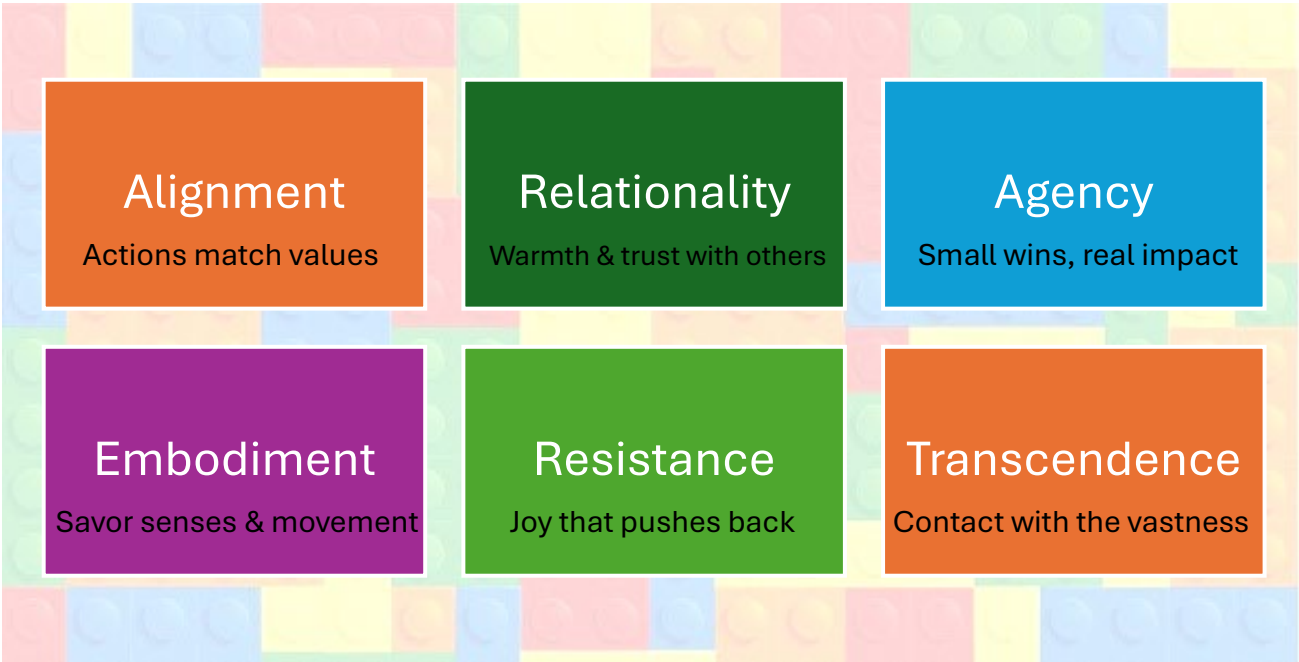 Alignment
Actions match values
Relationality
Warmth & trust with others
Agency
Small wins, real impact
Embodiment
Savor senses & movement
Resistance
Joy that pushes back
Transcendence
Contact with the vastness